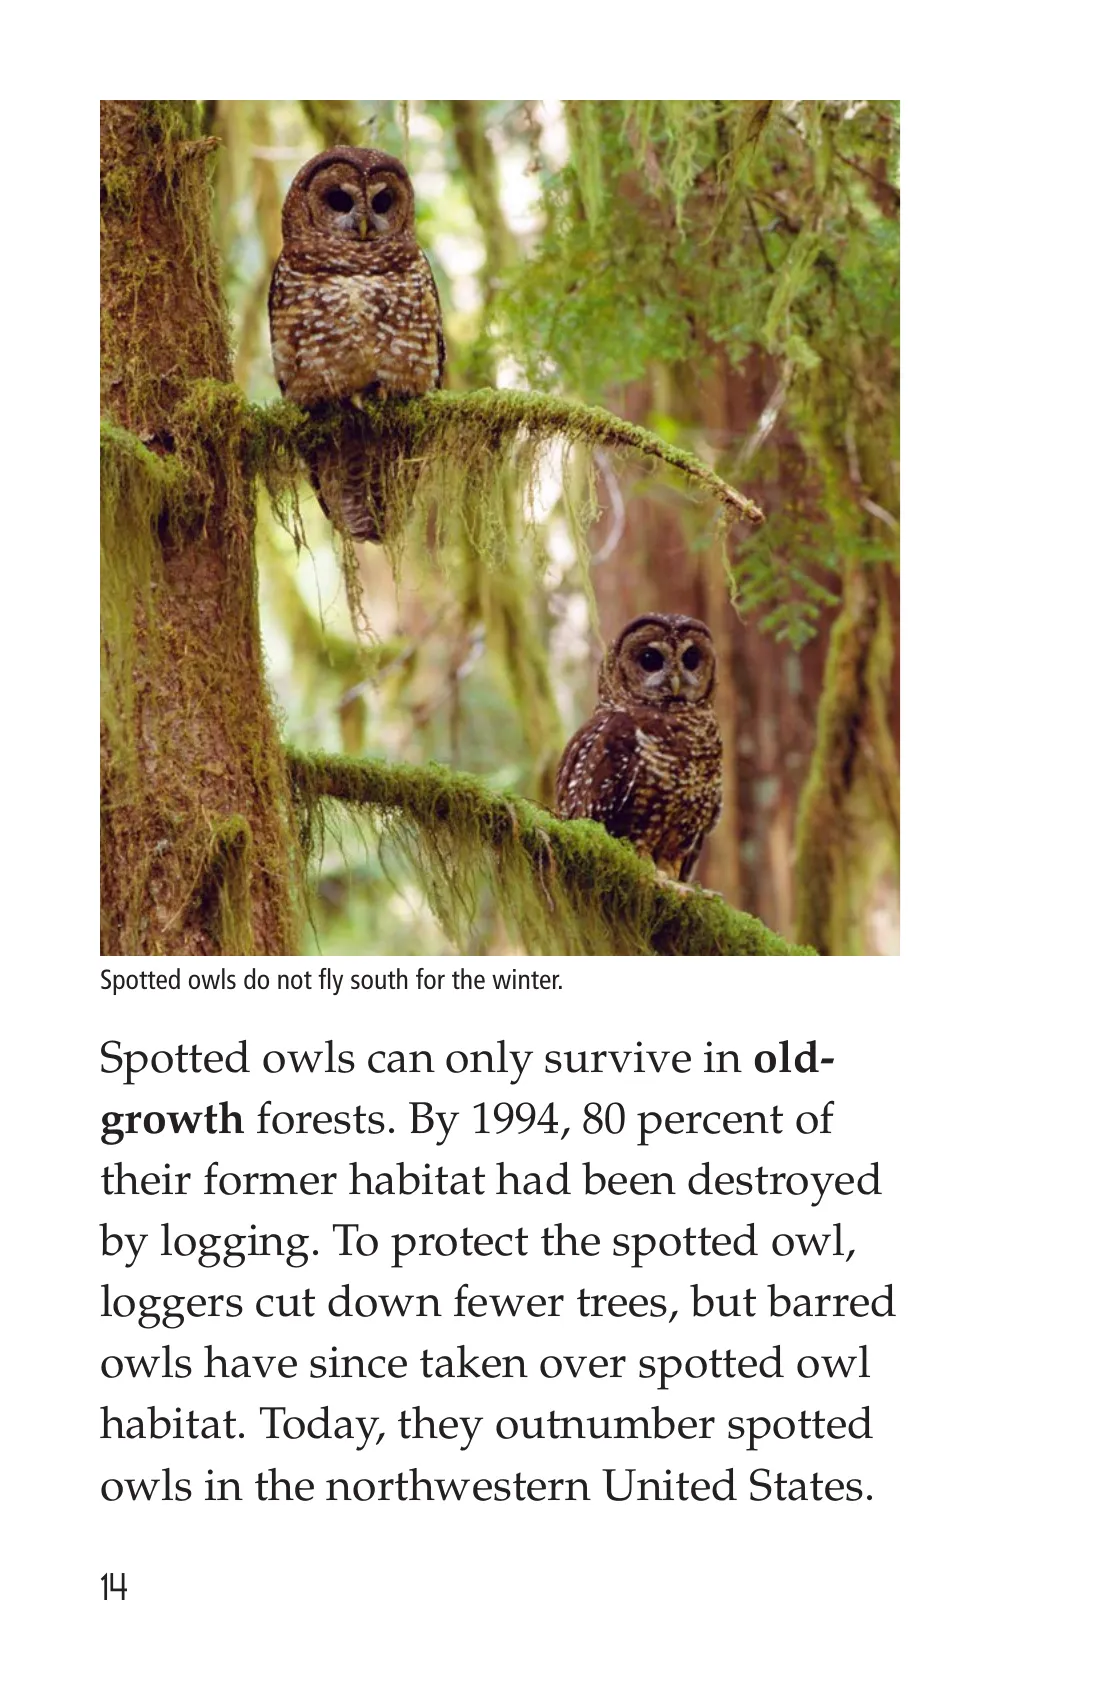 Spotted owls do not fly south for the winter.
Spotted owls can only survive in old-
growth forests. By 1994, 80 percent of
their former habitat had been destroyed
by logging. To protect the spotted owl,
loggers cut down fewer trees, but barred
owls have since taken over spotted owl
habitat. Today, they outnumber spotted
owls in the northwestern United States.
14